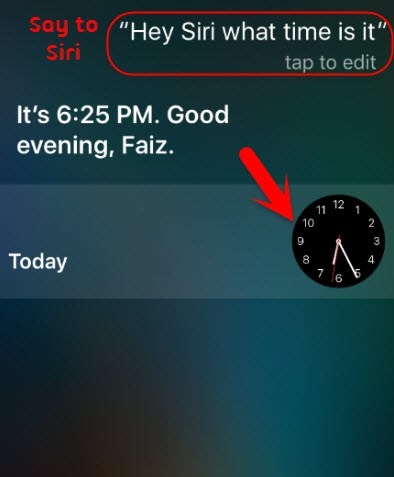 Say to
Siri
“Hey Siri what time is it”
tap to edit
It’s 6:25 PM. Good
evening, Faiz.
Today
12
11
1
10
2
9
3
8
4
7
5
6